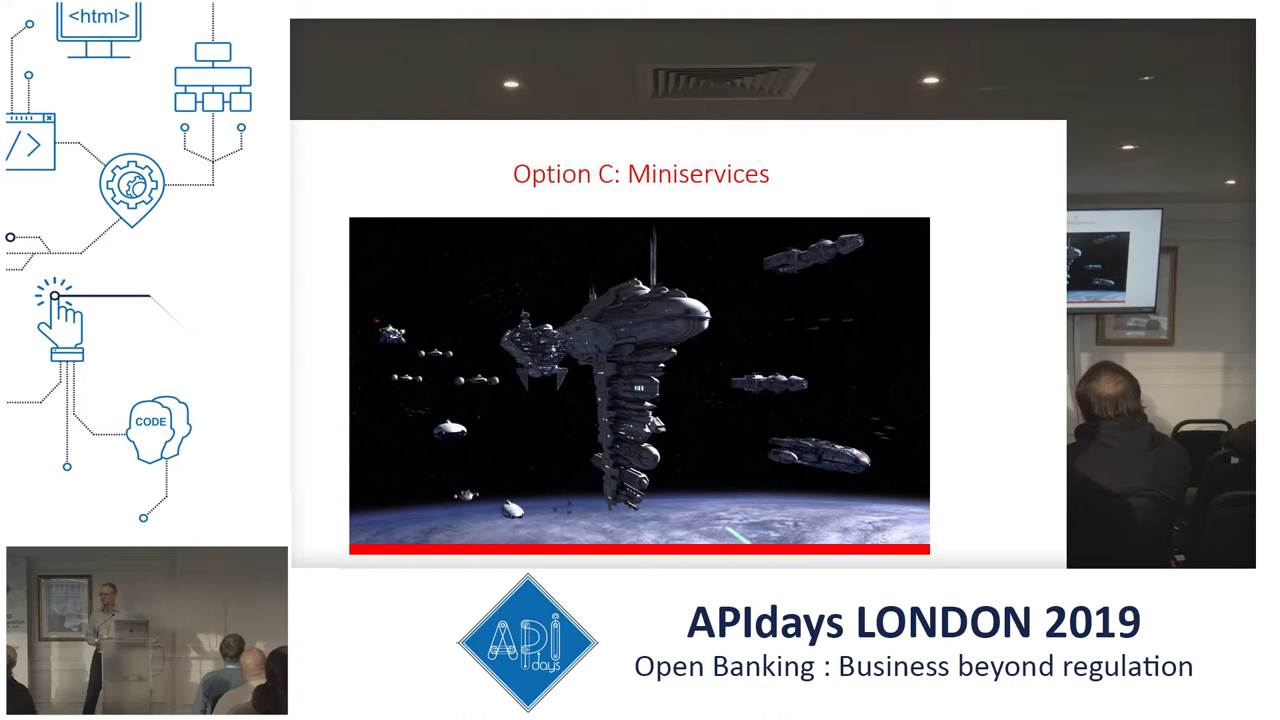 <html>
</>
CODE
Option C: Miniservices
API
days
APIdays LONDON 2019
Open Banking : Business beyond regulation